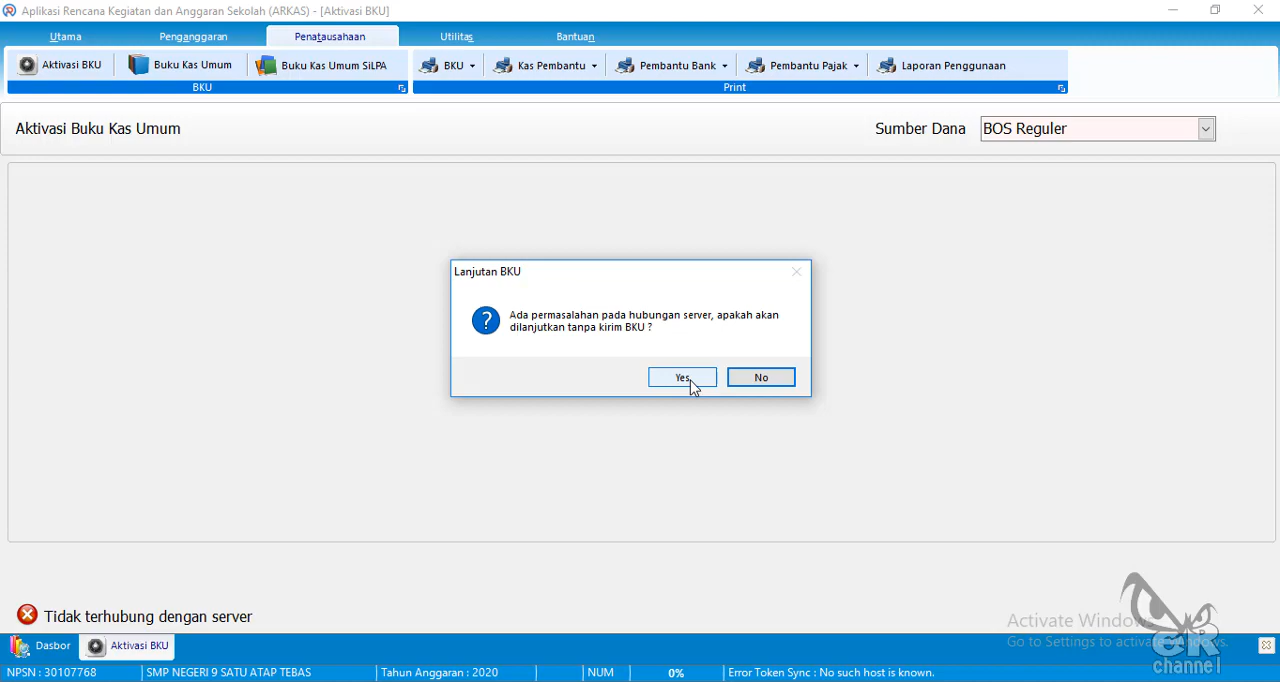 Aplikasi Rencana Kegiatan dan Anggaran Sekolah (ARKAS) - [Aktivasi BKU]
Utama Penganggaran Penatausahaan Utilitas Bantuan
Aktivasi BKU Buku Kas Umum Buku Kas Umum SiLPA BKU Kas Pembantu Pembantu Bank Pembantu Pajak Laporan Penggunaan
BKU Print
Aktivasi Buku Kas Umum Sumber Dana BOS Reguler
Lanjutan BKU
?
Ada permasalahan pada hubungan server, apakah akan
dilanjutkan tanpa kirim BKU ?
Yes No
Tidak terhubung dengan server
Activate Windows
Go to Settings to activate Windows.
GR
channel
Dasbor Aktivasi BKU
NPSN : 30107768 SMP NEGERI 9 SATU ATAP TEBAS Tahun Anggaran : 2020 NUM 0% Error Token Sync : No such host is known.